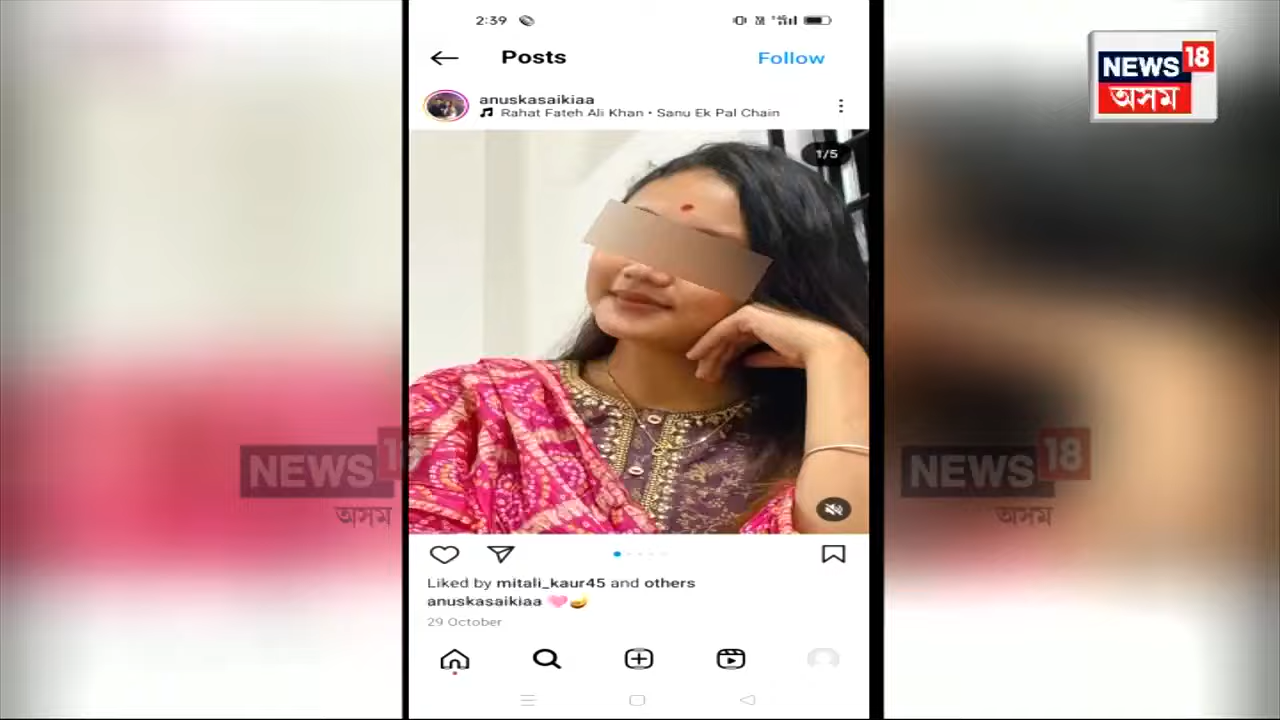 2:39
Posts
Follow
NEWS 18
অসম
anuskasaikiaa
Rahat Fateh Ali Khan • Sanu Ek Pal Chain
1/5
NEWS 18
অসম
NEWS 18
অসম
Liked by mitali_kaur45 and others
anuskasaikiaa 🩷🪔
29 October